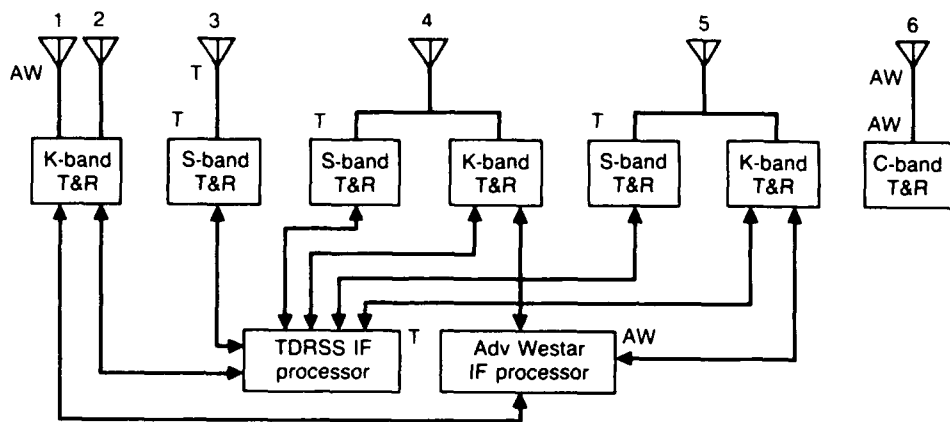 1 2 3 4 5 6
AW T AW
T T T AW
K-band T&R
S-band T&R
S-band T&R
K-band T&R
S-band T&R
K-band T&R
C-band T&R
TDRSS IF processor
T
Adv Westar IF processor
AW